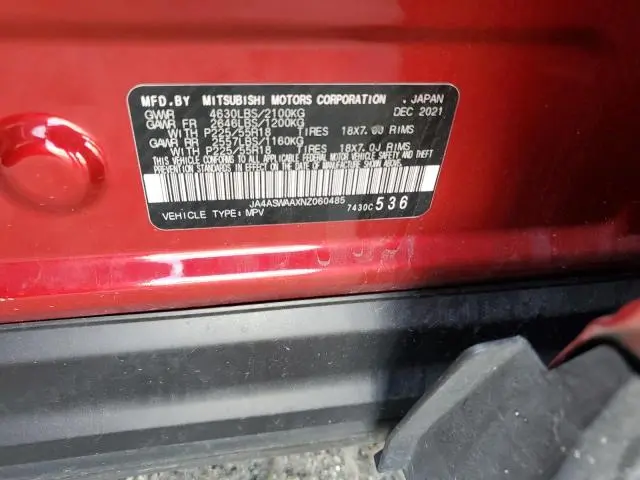 MFD.BY MITSUBISHI MOTORS CORPORATION , JAPAN
GVWR 4630LBS/2100KG DEC 2021
GAWR FR 2646LBS/1200KG
WITH P225/55R18 TIRES 18X7.0J RIMS
GAWR RR 2557LBS/1160KG
WITH P225/55R18 TIRES 18X7.0J RIMS
THIS VEHICLE CONFORMS TO ALL APPLICABLE FEDERAL MOTOR VEHICLE SAFETY AND THEFT
PREVENTION STANDARDS IN EFFECT ON THE DATE OF MANUFACTURE SHOWN ABOVE.
JA4ASWAAXNZ060485
VEHICLE TYPE: MPV 7430C 536